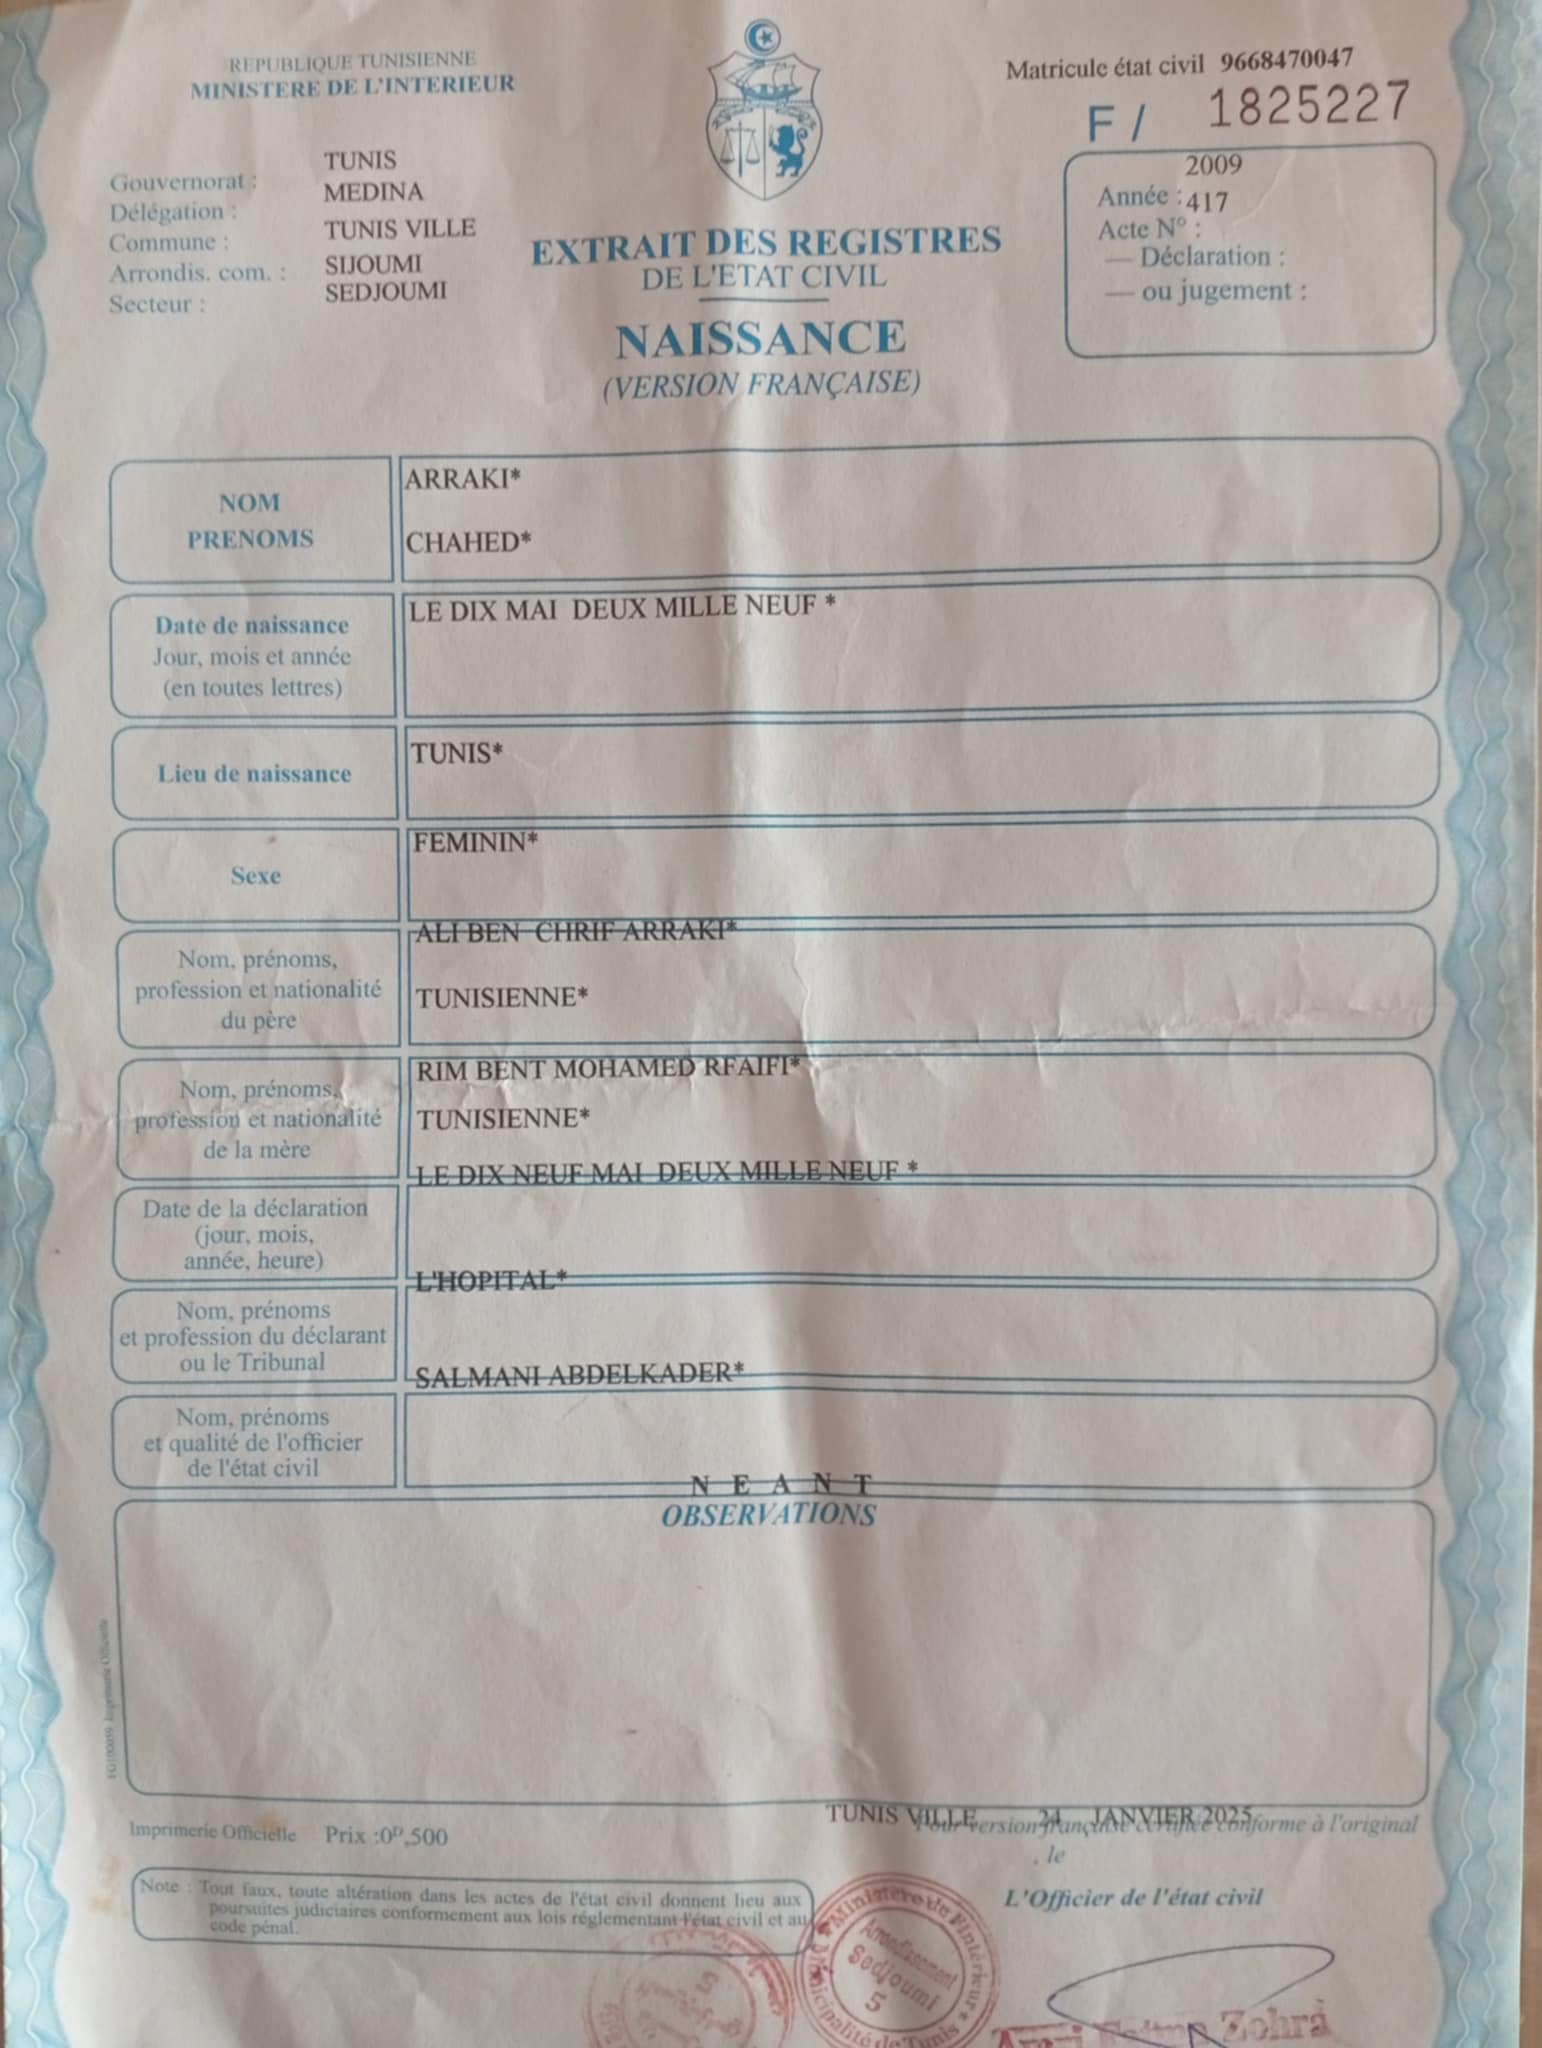 REPUBLIQUE TUNISIENNE
MINISTERE DE L'INTERIEUR
Matricule état civil 9668470047
F / 1825227
Gouvernorat : TUNIS
Délégation : MEDINA
Commune : TUNIS VILLE
Arrondis. com. : SIJOUMI
Secteur : SEDJOUMI
2009
Année : 417
Acte N° :
— Déclaration :
— ou jugement :
EXTRAIT DES REGISTRES
DE L'ETAT CIVIL
NAISSANCE
(VERSION FRANÇAISE)
NOM
PRENOMS
ARRAKI*
CHAHED*
Date de naissance
Jour, mois et année
(en toutes lettres)
LE DIX MAI DEUX MILLE NEUF *
Lieu de naissance
TUNIS*
Sexe
FEMININ*
Nom, prénoms,
profession et nationalité
du père
ALI BEN CHRIF ARRAKI*
TUNISIENNE*
Nom, prénoms,
profession et nationalité
de la mère
RIM BENT MOHAMED RFAIFI*
TUNISIENNE*
LE DIX NEUF MAI DEUX MILLE NEUF *
Date de la déclaration
(jour, mois,
année, heure)
L'HOPITAL*
Nom, prénoms
et profession du déclarant
ou le Tribunal
SALMANI ABDELKADER*
Nom, prénoms
et qualité de l'officier
de l'état civil
N E A N T
OBSERVATIONS
Imprimerie Officielle
TUNIS VILLE 24 JANVIER 2025
Pour version française certifiée conforme à l'original
, le
Imprimerie Officielle Prix :0ᴰ,500
L'Officier de l'état civil
Note : Tout faux, toute altération dans les actes de l'état civil donnent lieu aux
poursuites judiciaires conformement aux lois réglementant l'état civil et au
code pénal.
Ministère de l'intérieur
Arrondissement
Sedjoumi
5
Municipalité de Tunis
Zohra